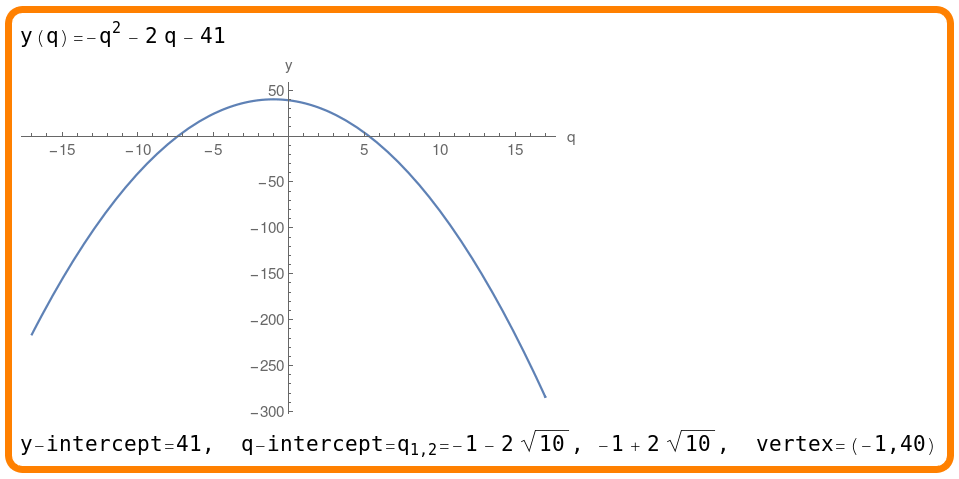 y(q)=-q² - 2 q - 41
y
50
q
-15 -10 -5 5 10 15
-50
-100
-150
-200
-250
-300
y-intercept=41, q-intercept=q₁,₂=-1 - 2 √10, -1 + 2 √10, vertex=(-1,40)